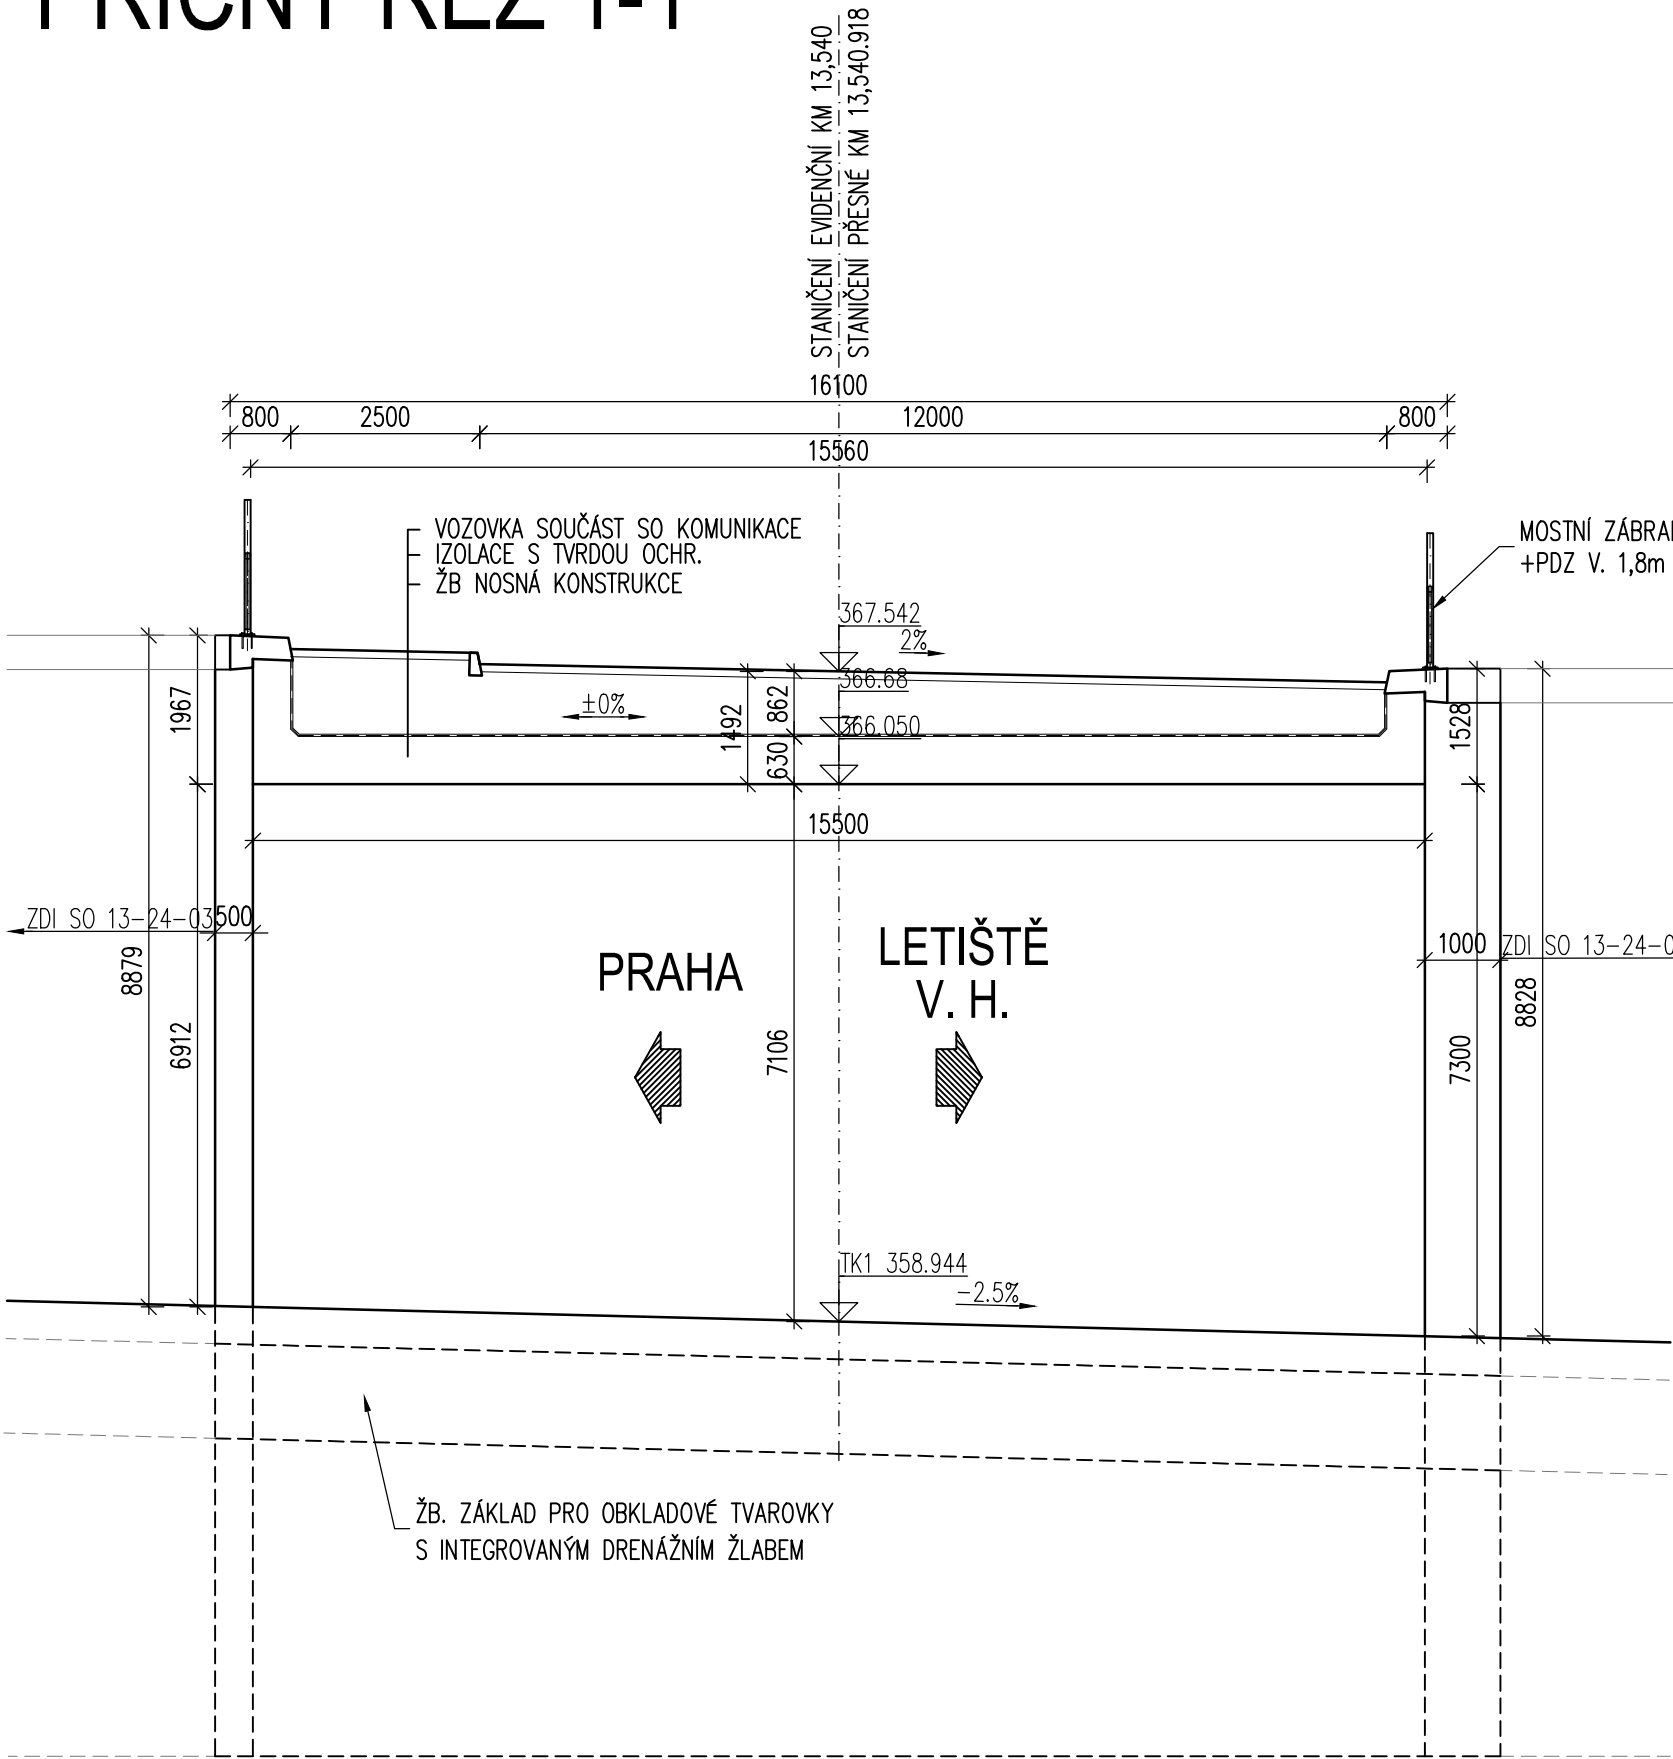 PŘÍČNÝ ŘEZ 1-1
STANIČENÍ EVIDENČNÍ KM 13,540
STANIČENÍ PŘESNÉ KM 13,540.918
16100
800
2500
12000
800
15560
VOZOVKA SOUČÁST SO KOMUNIKACE
IZOLACE S TVRDOU OCHR.
ŽB NOSNÁ KONSTRUKCE
MOSTNÍ
+PDZ V. 1,8m
367.542
2%
366.68
366.050
±0%
1967
1492
862
630
1528
15500
ZDI SO 13-24-03
500
1000
ZDI SO 13-24-0
8879
6912
7106
7300
8828
PRAHA
LETIŠTĚ
V. H.
TK1 358.944
-2.5%
ŽB. ZÁKLAD PRO OBKLADOVÉ TVAROVKY
S INTEGROVANÝM DRENÁŽNÍM ŽLABEM